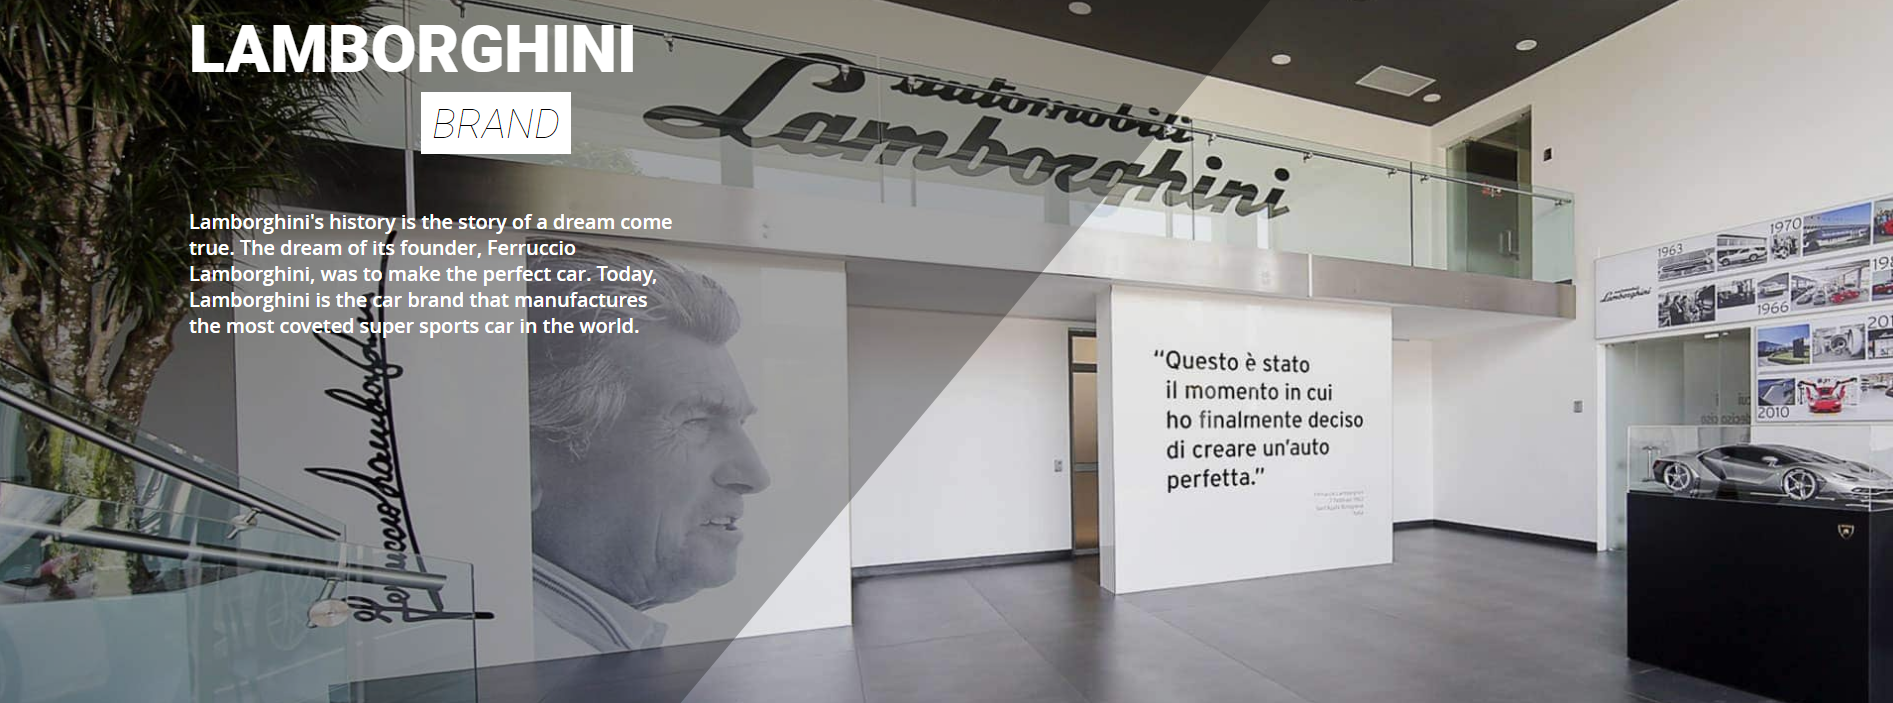 LAMBORGHINI
BRAND
Lamborghini's history is the story of a dream come
true. The dream of its founder, Ferruccio
Lamborghini, was to make the perfect car. Today,
Lamborghini is the car brand that manufactures
the most coveted super sports car in the world.
automobili
Lamborghini
Ferruccio Lamborghini
“Questo è stato
il momento in cui
ho finalmente deciso
di creare un'auto
perfetta.”
1963
1970
Lamborghini
1966
2010